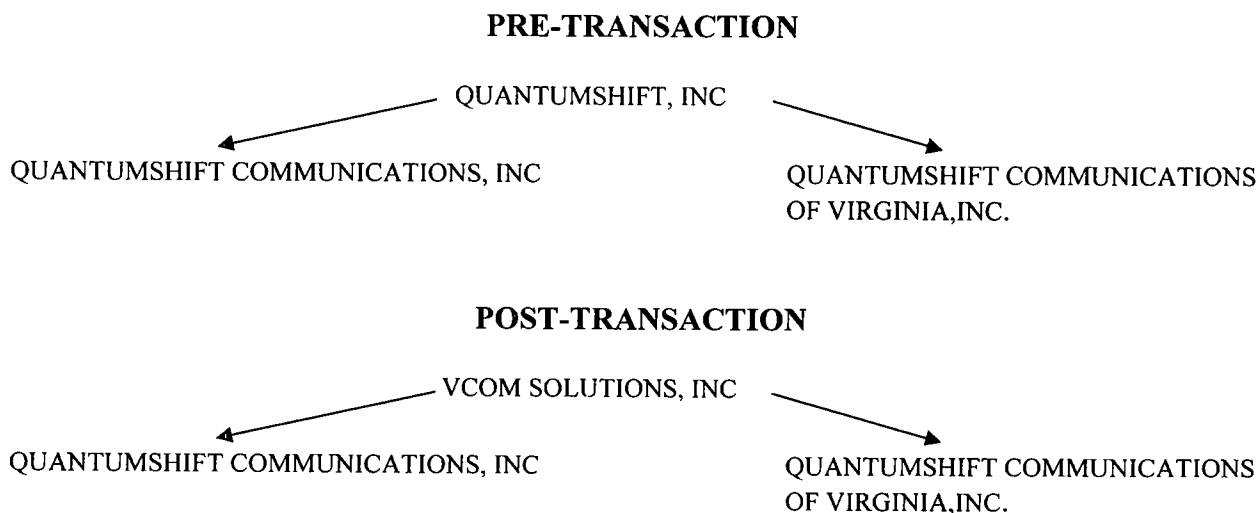 PRE-TRANSACTION
QUANTUMSHIFT, INC
QUANTUMSHIFT COMMUNICATIONS, INC
QUANTUMSHIFT COMMUNICATIONS
OF VIRGINIA,INC.
POST-TRANSACTION
VCOM SOLUTIONS, INC
QUANTUMSHIFT COMMUNICATIONS, INC
QUANTUMSHIFT COMMUNICATIONS
OF VIRGINIA,INC.